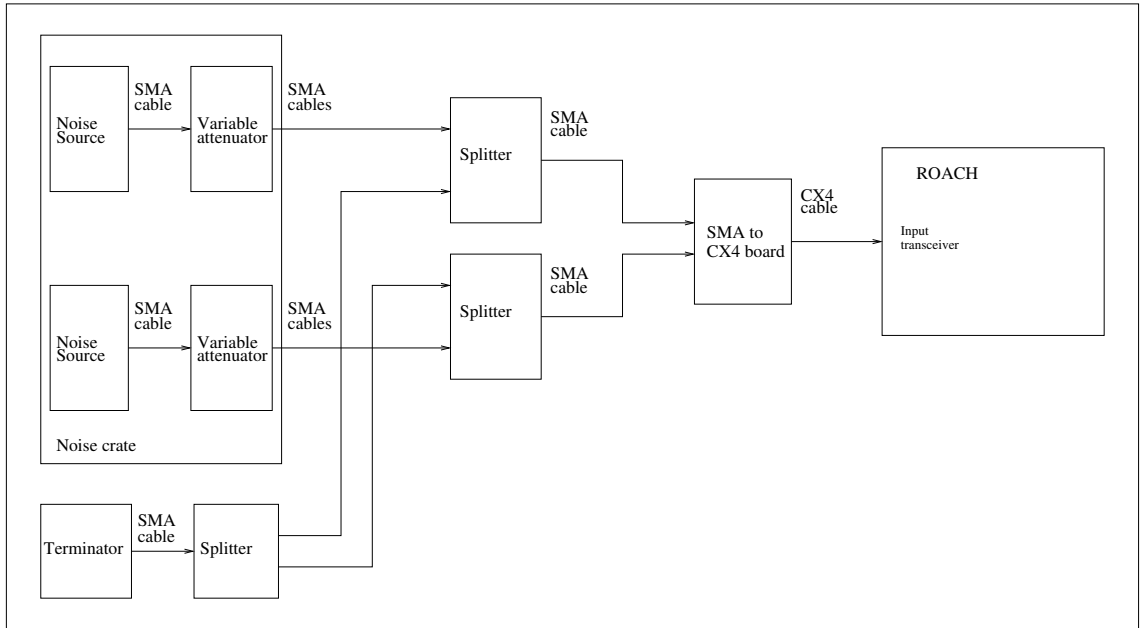 SMA
cable
Noise
Source
Variable
attenuator
SMA
cables
Splitter
SMA
cable
SMA
cable
Noise
Source
Variable
attenuator
SMA
cables
Splitter
SMA
cable
SMA to
CX4 board
CX4
cable
ROACH
Input
transceiver
Noise crate
Terminator
SMA
cable
Splitter